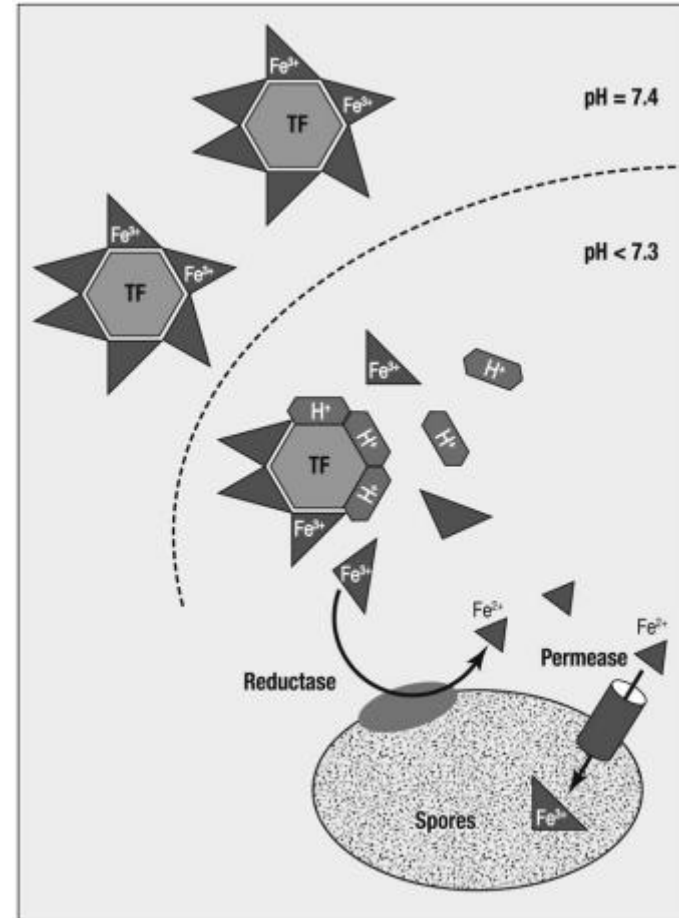 Fe³⁺
Fe³⁺
TF
pH = 7.4
Fe³⁺
Fe³⁺
TF
pH < 7.3
Fe³⁺
H⁺
H⁺
H⁺
H⁺
TF
H⁺
Fe³⁺
Fe³⁺
Fe²⁺
Fe²⁺
Permease
Reductase
Spores
Fe³⁺